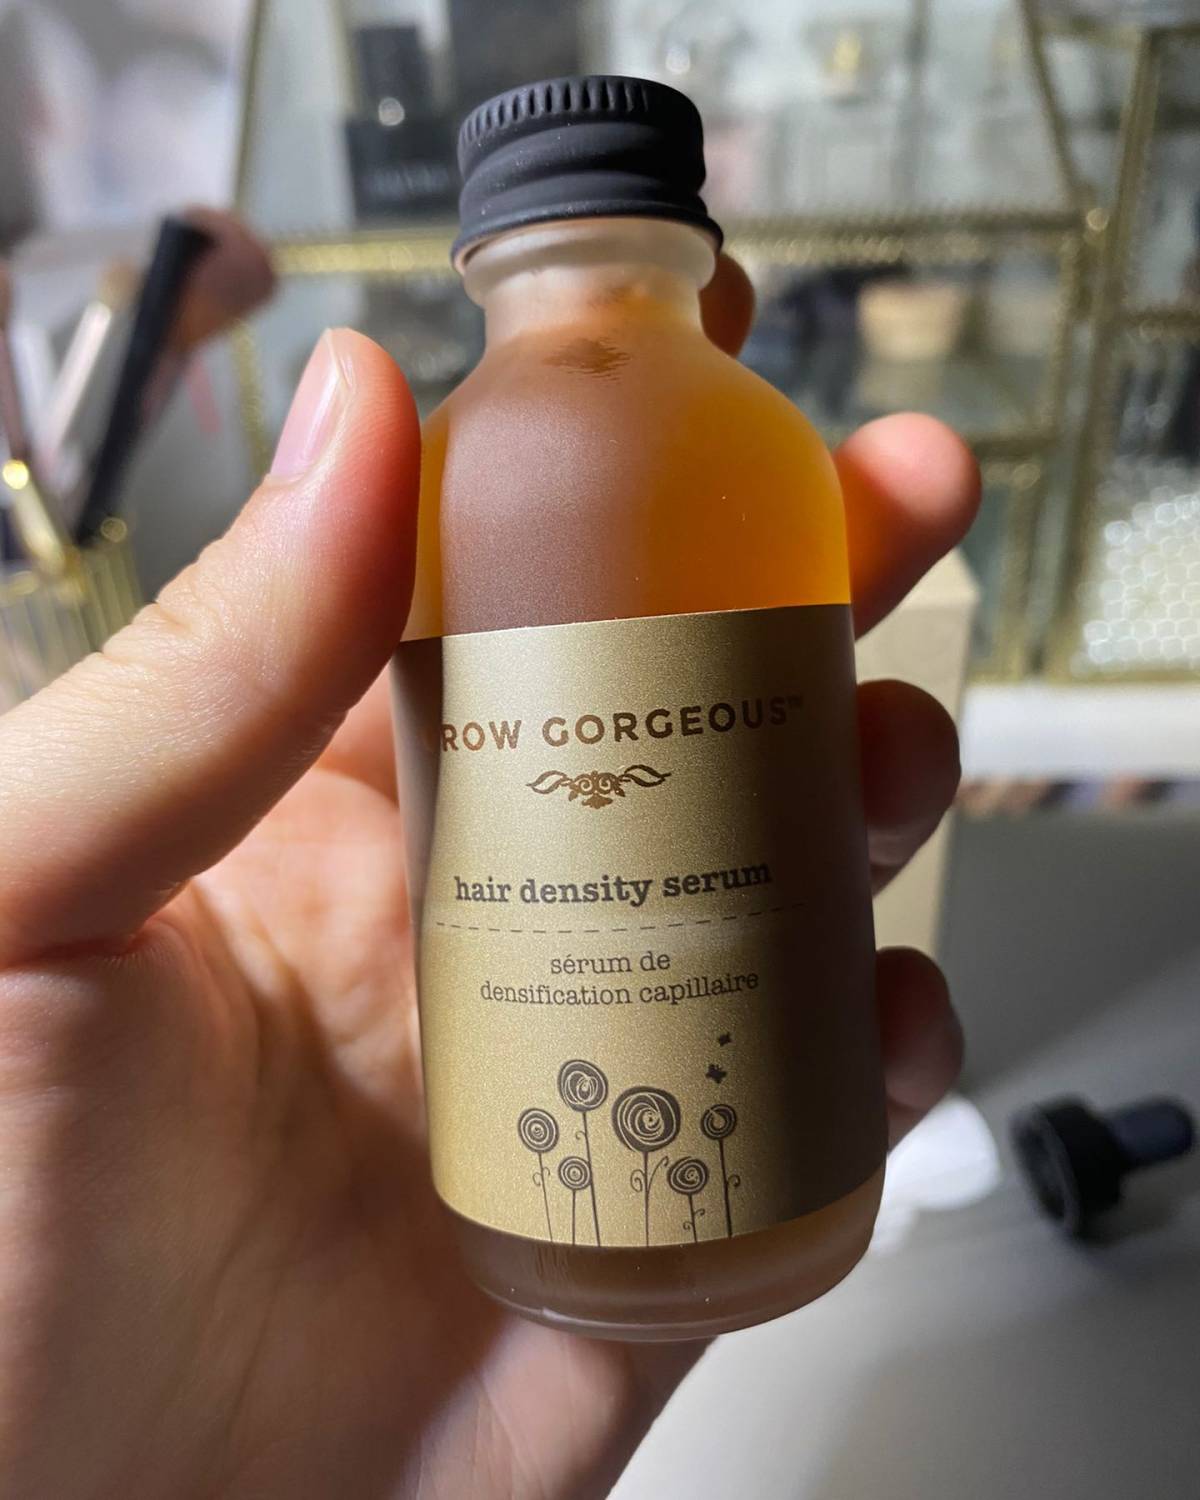 ROW GORGEOUS™
hair density serum
sérum de
densification capillaire